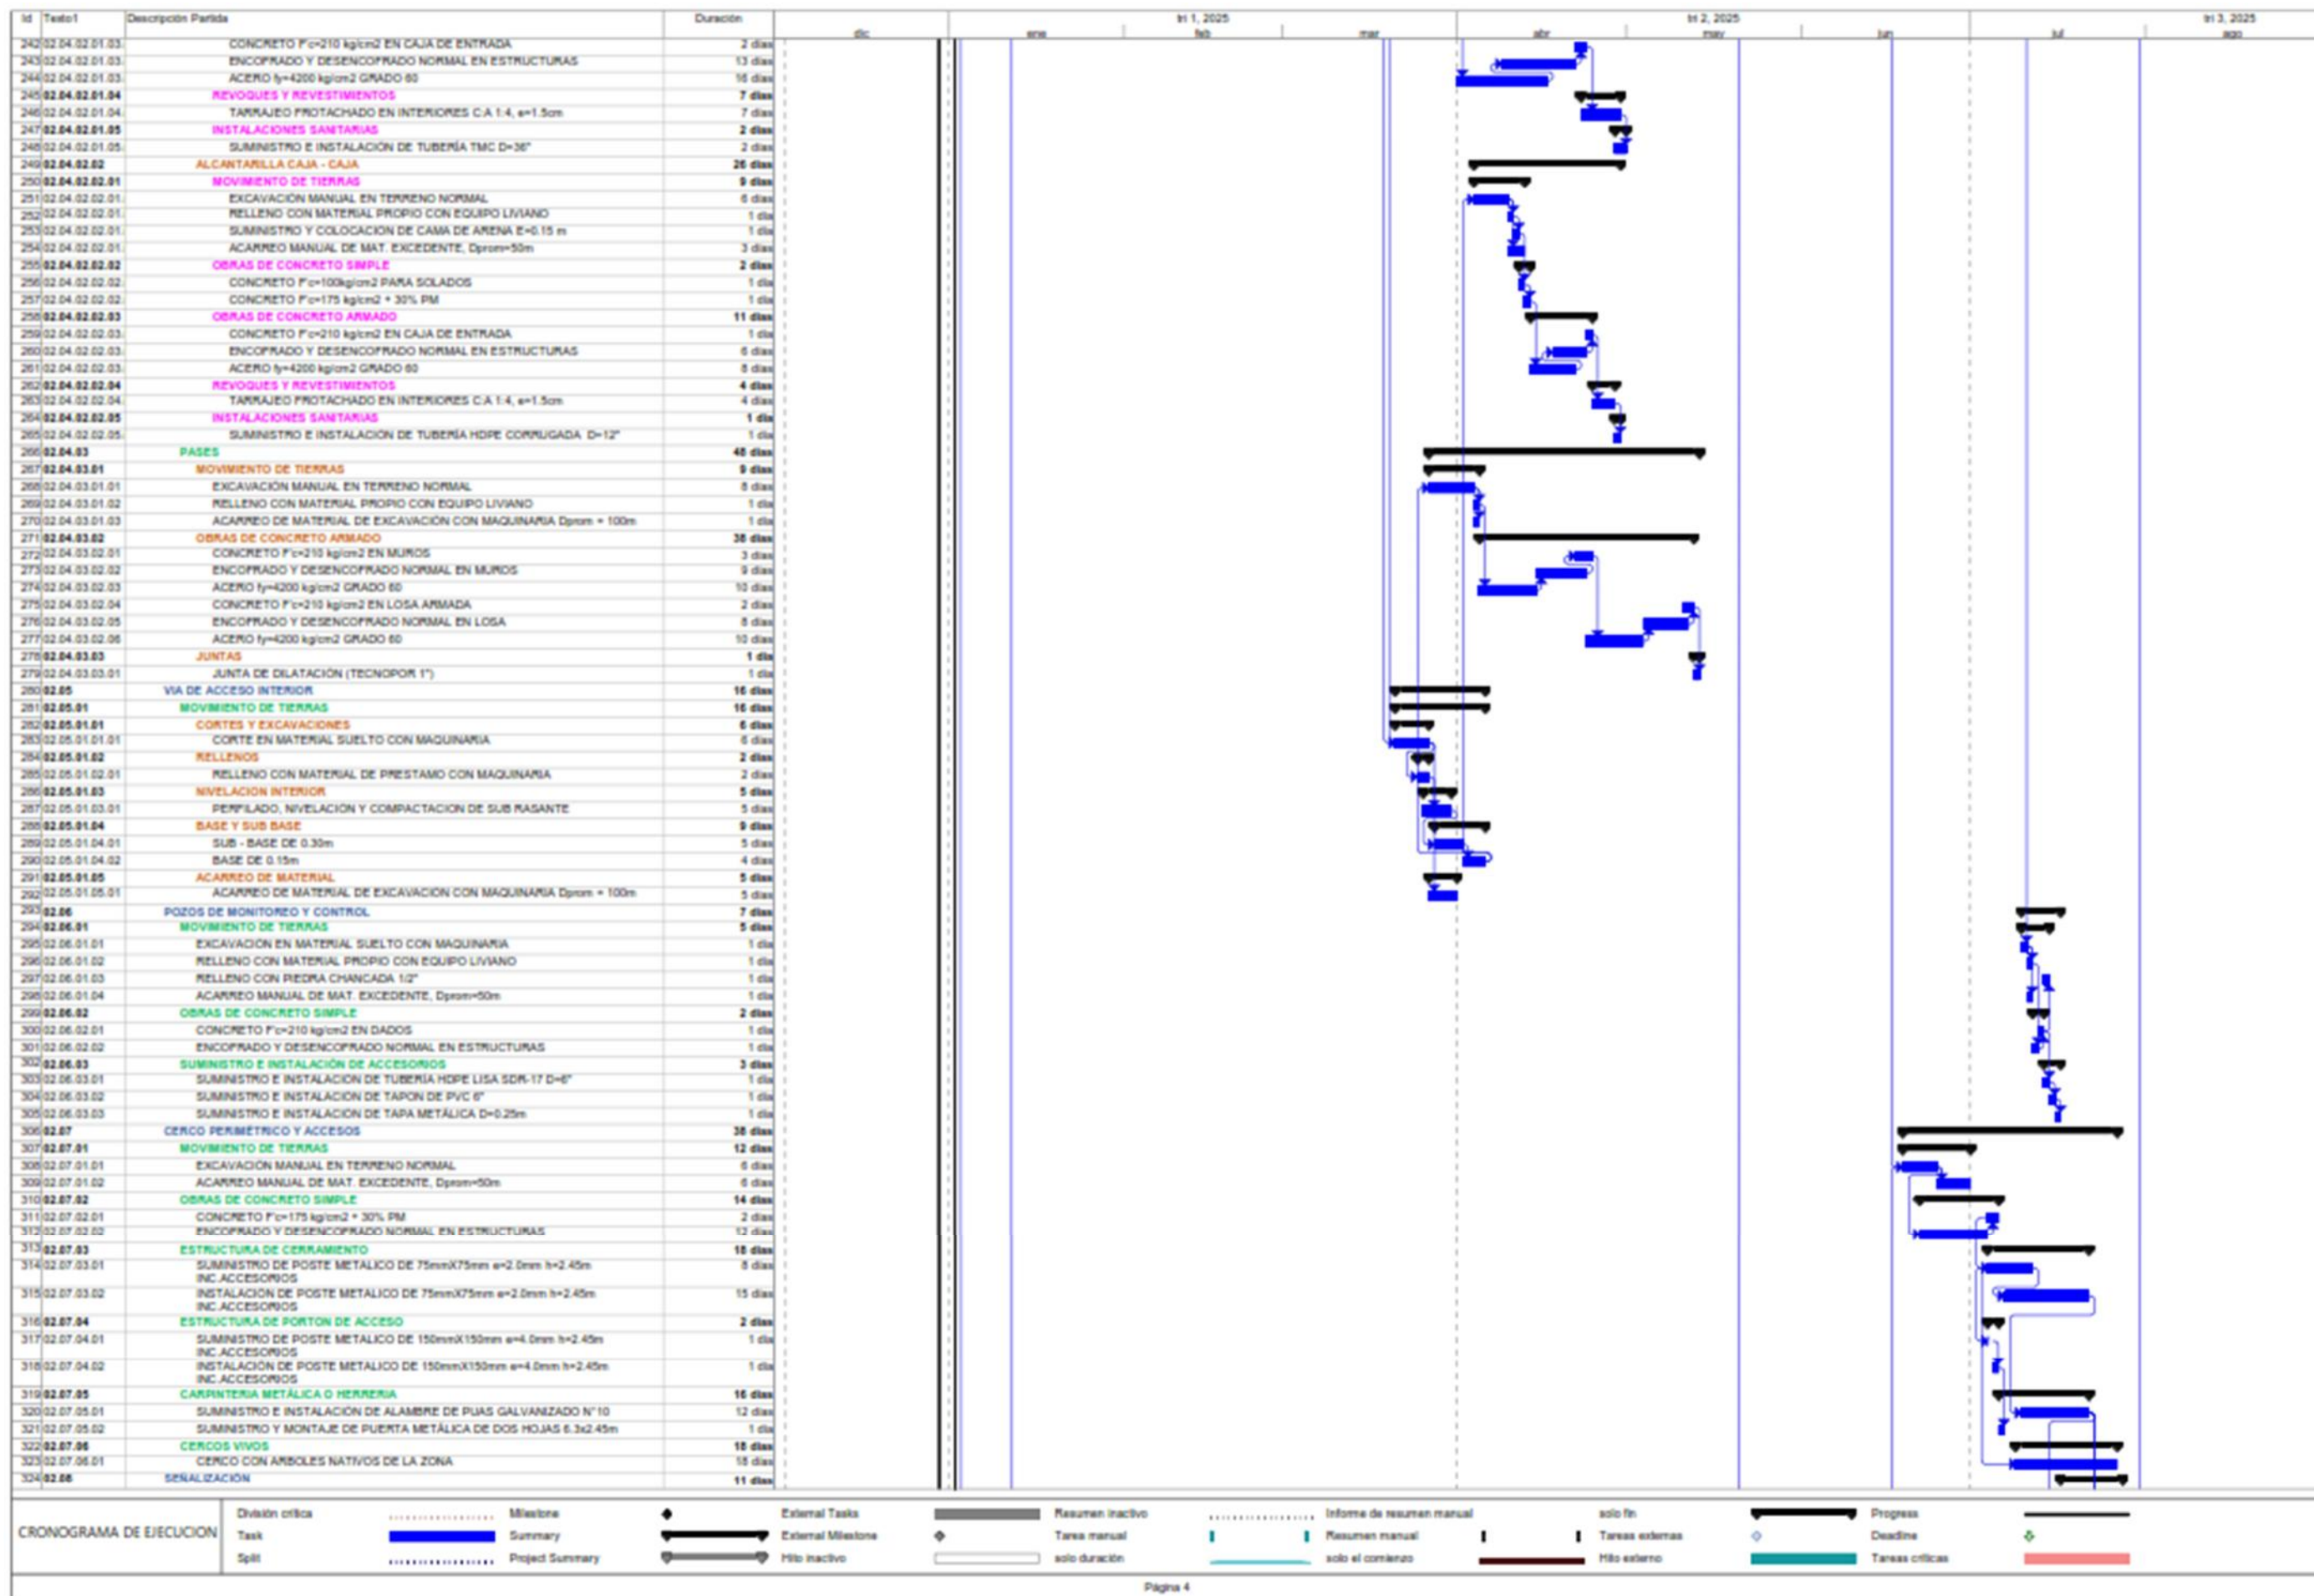 Id Texto1 Descripción Partida Duración tri 1, 2025 tri 2, 2025 tri 3, 2025
dic ene feb mar abr may jun jul ago
242 02.04.02.01.03. CONCRETO F'c=210 kg/cm2 EN CAJA DE ENTRADA 2 días
243 02.04.02.01.03. ENCOFRADO Y DESENCOFRADO NORMAL EN ESTRUCTURAS 13 días
244 02.04.02.01.03. ACERO fy=4200 kg/cm2 GRADO 60 16 días
245 02.04.02.01.04 REVOQUES Y REVESTIMIENTOS 7 días
246 02.04.02.01.04. TARRAJEO FROTACHADO EN INTERIORES C:A 1:4, e=1.5cm 7 días
247 02.04.02.01.05 INSTALACIONES SANITARIAS 2 días
248 02.04.02.01.05. SUMINISTRO E INSTALACIÓN DE TUBERÍA TMC D=36" 2 días
249 02.04.02.02 ALCANTARILLA CAJA - CAJA 26 días
250 02.04.02.02.01 MOVIMIENTO DE TIERRAS 9 días
251 02.04.02.02.01. EXCAVACIÓN MANUAL EN TERRENO NORMAL 6 días
252 02.04.02.02.01. RELLENO CON MATERIAL PROPIO CON EQUIPO LIVIANO 1 día
253 02.04.02.02.01. SUMINISTRO Y COLOCACION DE CAMA DE ARENA E=0.15 m 1 día
254 02.04.02.02.01. ACARREO MANUAL DE MAT. EXCEDENTE, Dprom=50m 3 días
255 02.04.02.02.02 OBRAS DE CONCRETO SIMPLE 2 días
256 02.04.02.02.02. CONCRETO F'c=100kg/cm2 PARA SOLADOS 1 día
257 02.04.02.02.02. CONCRETO F'c=175 kg/cm2 + 30% PM 1 día
258 02.04.02.02.03 OBRAS DE CONCRETO ARMADO 11 días
259 02.04.02.02.03. CONCRETO F'c=210 kg/cm2 EN CAJA DE ENTRADA 1 día
260 02.04.02.02.03. ENCOFRADO Y DESENCOFRADO NORMAL EN ESTRUCTURAS 6 días
261 02.04.02.02.03. ACERO fy=4200 kg/cm2 GRADO 60 8 días
262 02.04.02.02.04 REVOQUES Y REVESTIMIENTOS 4 días
263 02.04.02.02.04. TARRAJEO FROTACHADO EN INTERIORES C:A 1:4, e=1.5cm 4 días
264 02.04.02.02.05 INSTALACIONES SANITARIAS 1 día
265 02.04.02.02.05. SUMINISTRO E INSTALACIÓN DE TUBERÍA HDPE CORRUGADA D=12" 1 día
266 02.04.03 PASES 48 días
267 02.04.03.01 MOVIMIENTO DE TIERRAS 9 días
268 02.04.03.01.01 EXCAVACIÓN MANUAL EN TERRENO NORMAL 8 días
269 02.04.03.01.02 RELLENO CON MATERIAL PROPIO CON EQUIPO LIVIANO 1 día
270 02.04.03.01.03 ACARREO DE MATERIAL DE EXCAVACIÓN CON MAQUINARIA Dprom = 100m 1 día
271 02.04.03.02 OBRAS DE CONCRETO ARMADO 38 días
272 02.04.03.02.01 CONCRETO F'c=210 kg/cm2 EN MUROS 3 días
273 02.04.03.02.02 ENCOFRADO Y DESENCOFRADO NORMAL EN MUROS 9 días
274 02.04.03.02.03 ACERO fy=4200 kg/cm2 GRADO 60 10 días
275 02.04.03.02.04 CONCRETO F'c=210 kg/cm2 EN LOSA ARMADA 2 días
276 02.04.03.02.05 ENCOFRADO Y DESENCOFRADO NORMAL EN LOSA 8 días
277 02.04.03.02.06 ACERO fy=4200 kg/cm2 GRADO 60 10 días
278 02.04.03.03 JUNTAS 1 día
279 02.04.03.03.01 JUNTA DE DILATACIÓN (TECNOPOR 1") 1 día
280 02.05 VIA DE ACCESO INTERIOR 16 días
281 02.05.01 MOVIMIENTO DE TIERRAS 16 días
282 02.05.01.01 CORTES Y EXCAVACIONES 6 días
283 02.05.01.01.01 CORTE EN MATERIAL SUELTO CON MAQUINARIA 6 días
284 02.05.01.02 RELLENOS 2 días
285 02.05.01.02.01 RELLENO CON MATERIAL DE PRESTAMO CON MAQUINARIA 2 días
286 02.05.01.03 NIVELACION INTERIOR 5 días
287 02.05.01.03.01 PERFILADO, NIVELACIÓN Y COMPACTACION DE SUB RASANTE 5 días
288 02.05.01.04 BASE Y SUB BASE 9 días
289 02.05.01.04.01 SUB - BASE DE 0.30m 5 días
290 02.05.01.04.02 BASE DE 0.15m 4 días
291 02.05.01.05 ACARREO DE MATERIAL 5 días
292 02.05.01.05.01 ACARREO DE MATERIAL DE EXCAVACION CON MAQUINARIA Dprom = 100m 5 días
293 02.06 POZOS DE MONITOREO Y CONTROL 7 días
294 02.06.01 MOVIMIENTO DE TIERRAS 5 días
295 02.06.01.01 EXCAVACIÓN EN MATERIAL SUELTO CON MAQUINARIA 1 día
296 02.06.01.02 RELLENO CON MATERIAL PROPIO CON EQUIPO LIVIANO 1 día
297 02.06.01.03 RELLENO CON PIEDRA CHANCADA 1/2" 1 día
298 02.06.01.04 ACARREO MANUAL DE MAT. EXCEDENTE, Dprom=50m 1 día
299 02.06.02 OBRAS DE CONCRETO SIMPLE 2 días
300 02.06.02.01 CONCRETO F'c=210 kg/cm2 EN DADOS 1 día
301 02.06.02.02 ENCOFRADO Y DESENCOFRADO NORMAL EN ESTRUCTURAS 1 día
302 02.06.03 SUMINISTRO E INSTALACIÓN DE ACCESORIOS 3 días
303 02.06.03.01 SUMINISTRO E INSTALACION DE TUBERÍA HDPE LISA SDR-17 D=6" 1 día
304 02.06.03.02 SUMINISTRO E INSTALACION DE TAPON DE PVC 6" 1 día
305 02.06.03.03 SUMINISTRO E INSTALACION DE TAPA METÁLICA D=0.25m 1 día
306 02.07 CERCO PERIMÉTRICO Y ACCESOS 38 días
307 02.07.01 MOVIMIENTO DE TIERRAS 12 días
308 02.07.01.01 EXCAVACIÓN MANUAL EN TERRENO NORMAL 6 días
309 02.07.01.02 ACARREO MANUAL DE MAT. EXCEDENTE, Dprom=50m 6 días
310 02.07.02 OBRAS DE CONCRETO SIMPLE 14 días
311 02.07.02.01 CONCRETO F'c=175 kg/cm2 + 30% PM 2 días
312 02.07.02.02 ENCOFRADO Y DESENCOFRADO NORMAL EN ESTRUCTURAS 12 días
313 02.07.03 ESTRUCTURA DE CERRAMIENTO 18 días
314 02.07.03.01 SUMINISTRO DE POSTE METALICO DE 75mmX75mm e=2.0mm h=2.45m 8 días
INC.ACCESORIOS
315 02.07.03.02 INSTALACIÓN DE POSTE METALICO DE 75mmX75mm e=2.0mm h=2.45m 15 días
INC.ACCESORIOS
316 02.07.04 ESTRUCTURA DE PORTON DE ACCESO 2 días
317 02.07.04.01 SUMINISTRO DE POSTE METALICO DE 150mmX150mm e=4.0mm h=2.45m 1 día
INC.ACCESORIOS
318 02.07.04.02 INSTALACIÓN DE POSTE METALICO DE 150mmX150mm e=4.0mm h=2.45m 1 día
INC.ACCESORIOS
319 02.07.05 CARPINTERIA METÁLICA O HERRERIA 16 días
320 02.07.05.01 SUMINISTRO E INSTALACIÓN DE ALAMBRE DE PUAS GALVANIZADO N°10 12 días
321 02.07.05.02 SUMINISTRO Y MONTAJE DE PUERTA METÁLICA DE DOS HOJAS 6.3x2.45m 1 día
322 02.07.06 CERCOS VIVOS 18 días
323 02.07.06.01 CERCO CON ARBOLES NATIVOS DE LA ZONA 18 días
324 02.08 SEÑALIZACIÓN 11 días
CRONOGRAMA DE EJECUCION
División crítica Milestone External Tasks Resumen inactivo Informe de resumen manual solo fin Progress
Task Summary External Milestone Tarea manual Resumen manual Tareas externas Deadline
Split Project Summary Hito inactivo solo duración solo el comienzo Hito externo Tareas críticas
Página 4